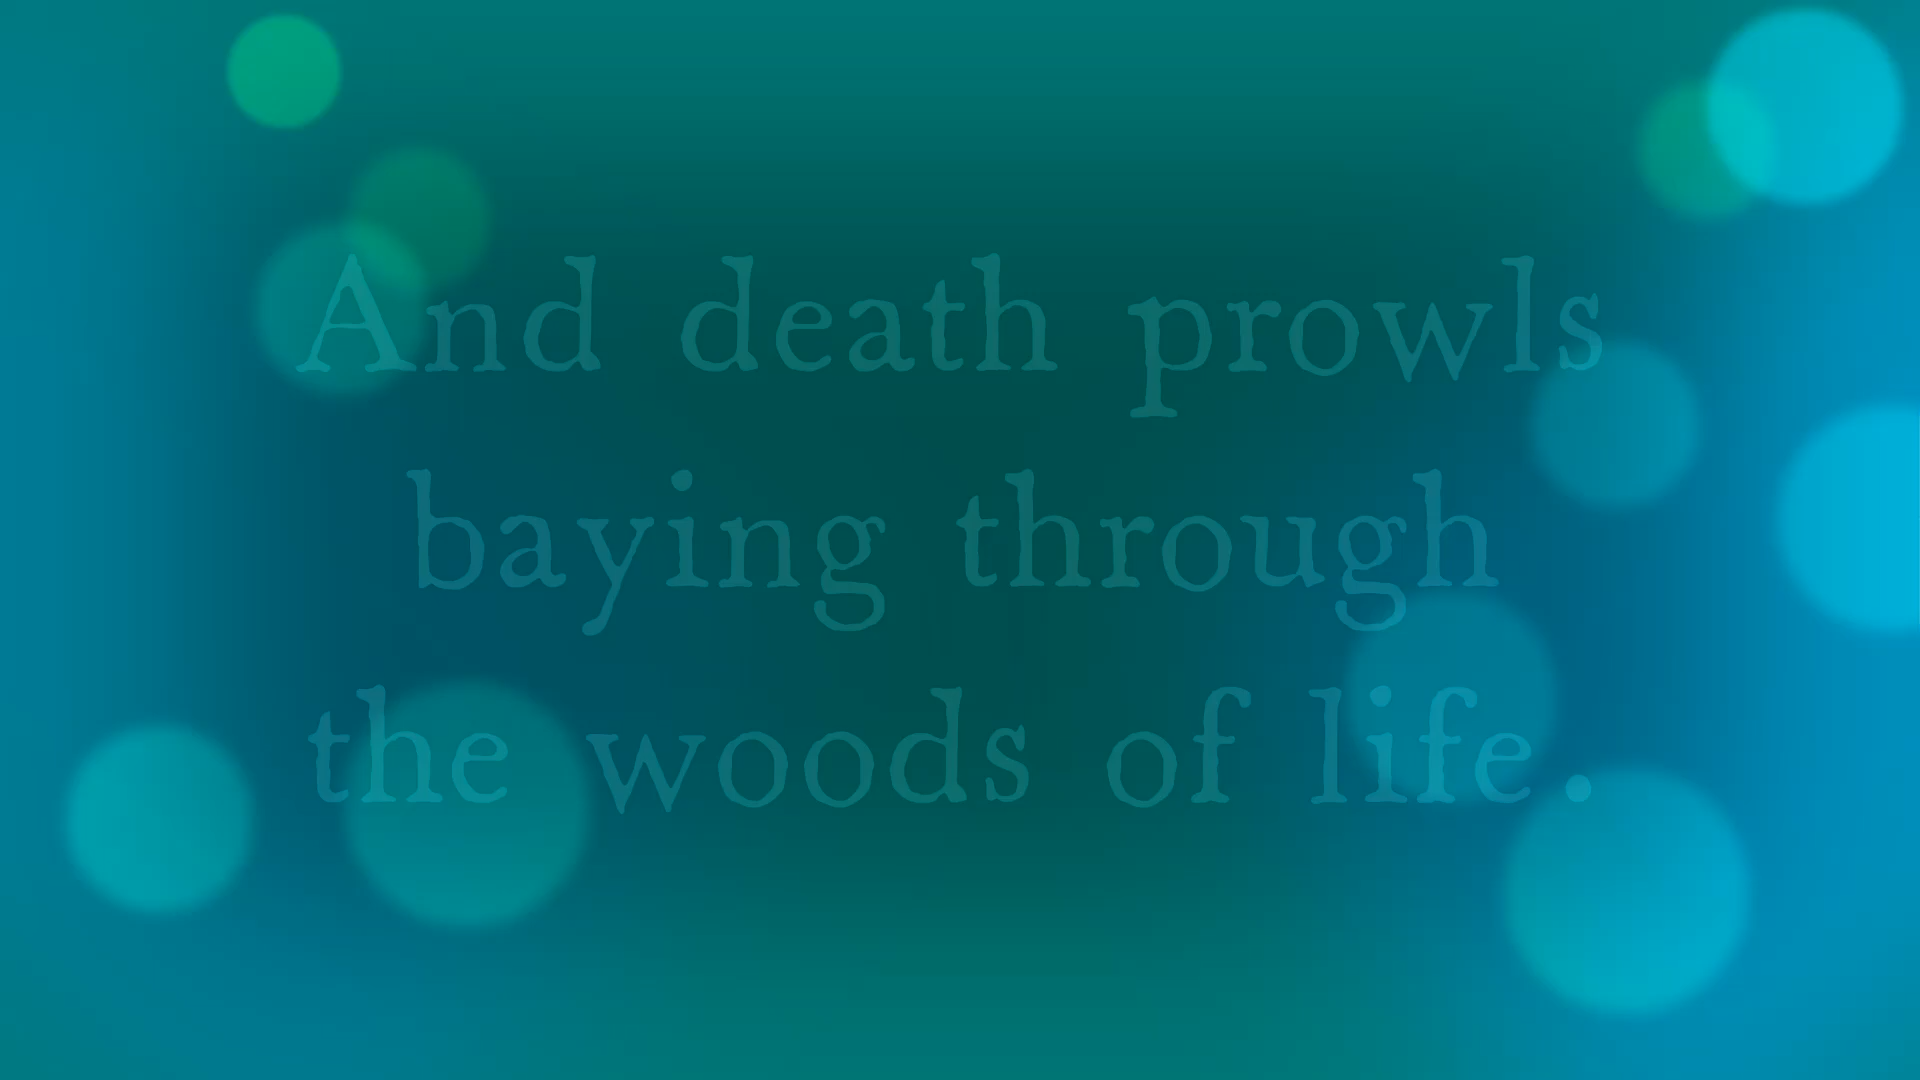 And death prowls
baying through
the woods of life.